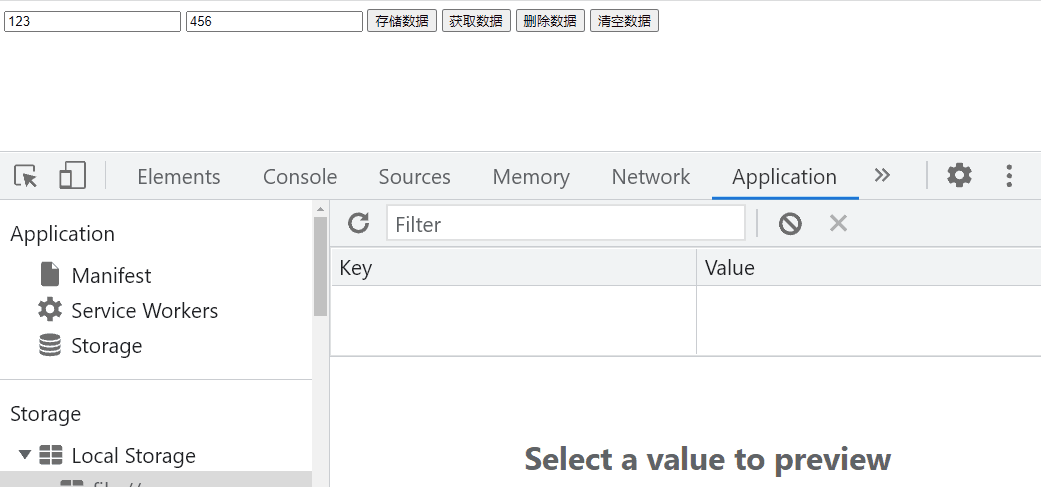 123 456 存储数据 获取数据 删除数据 清空数据
Elements Console Sources Memory Network Application
Application
Manifest
Service Workers
Storage
Storage
Local Storage
Filter
Key Value
Select a value to preview